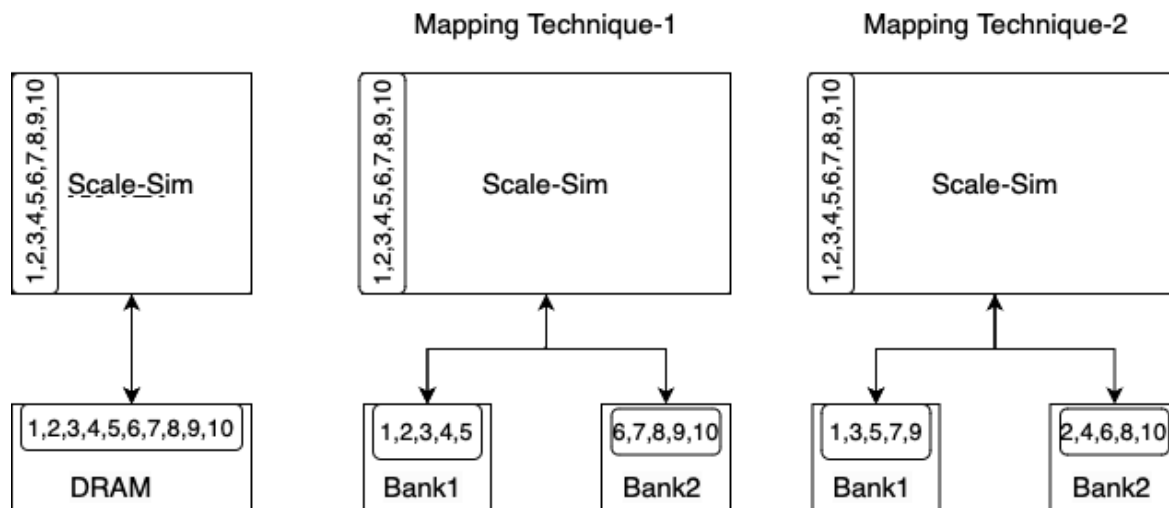 Mapping Technique-1
Mapping Technique-2
1,2,3,4,5,6,7,8,9,10
Scale-Sim
1,2,3,4,5,6,7,8,9,10
Scale-Sim
1,2,3,4,5,6,7,8,9,10
Scale-Sim
1,2,3,4,5,6,7,8,9,10
DRAM
1,2,3,4,5
Bank1
6,7,8,9,10
Bank2
1,3,5,7,9
Bank1
2,4,6,8,10
Bank2